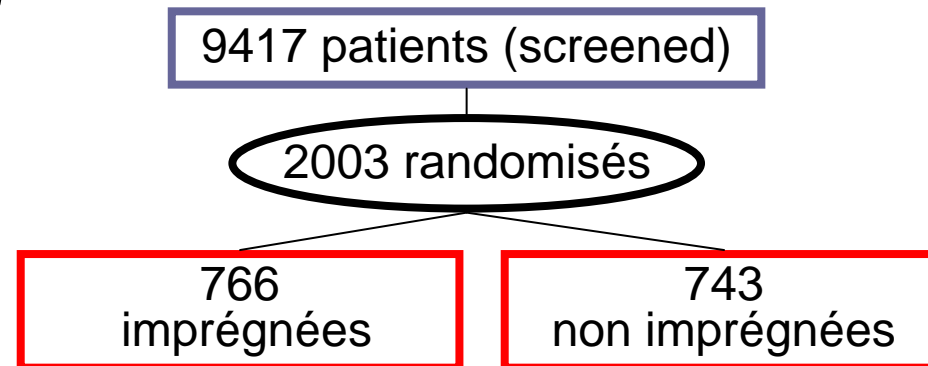 9417 patients (screened)
2003 randomisés
766
imprégnées
743
non imprégnées